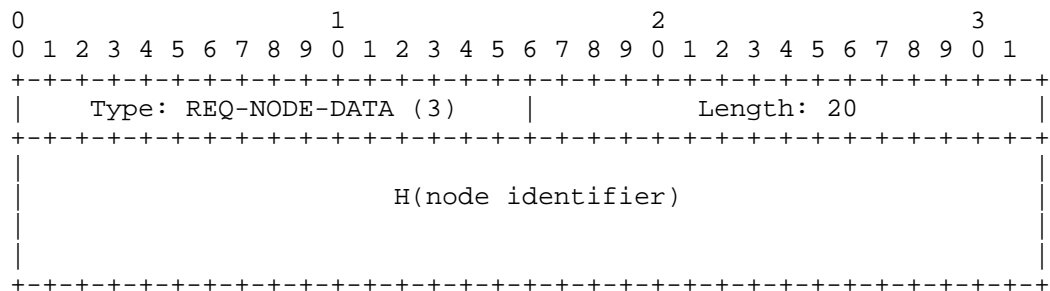 0                   1                   2                   3
0 1 2 3 4 5 6 7 8 9 0 1 2 3 4 5 6 7 8 9 0 1 2 3 4 5 6 7 8 9 0 1
+-+-+-+-+-+-+-+-+-+-+-+-+-+-+-+-+-+-+-+-+-+-+-+-+-+-+-+-+-+-+-+-+
|    Type: REQ-NODE-DATA (3)    |          Length: 20           |
+-+-+-+-+-+-+-+-+-+-+-+-+-+-+-+-+-+-+-+-+-+-+-+-+-+-+-+-+-+-+-+-+
|                                                               |
|                       H(node identifier)                      |
|                                                               |
|                                                               |
+-+-+-+-+-+-+-+-+-+-+-+-+-+-+-+-+-+-+-+-+-+-+-+-+-+-+-+-+-+-+-+-+